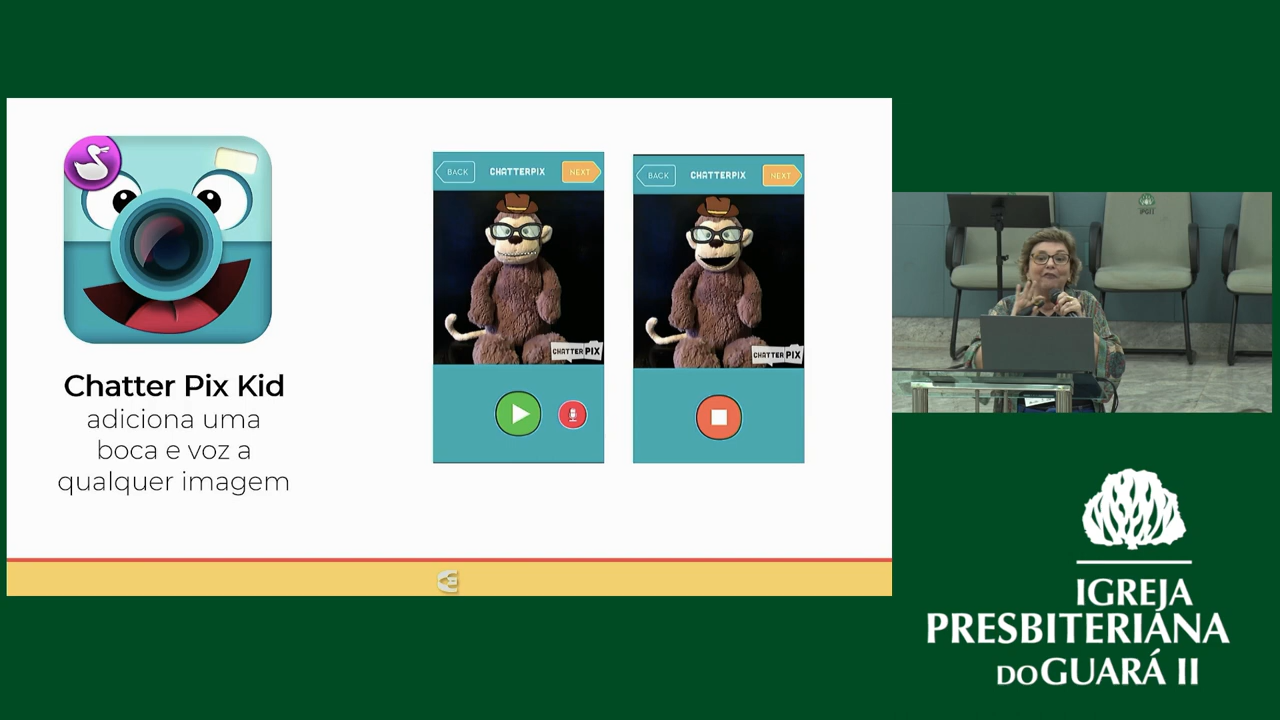 Chatter Pix Kid
adiciona uma
boca e voz a
qualquer imagem
BACK
CHATTERPIX
NEXT
CHATTER PIX
BACK
CHATTERPIX
NEXT
CHATTER PIX
IPGII
IGREJA
PRESBITERIANA
DO GUARÁ II